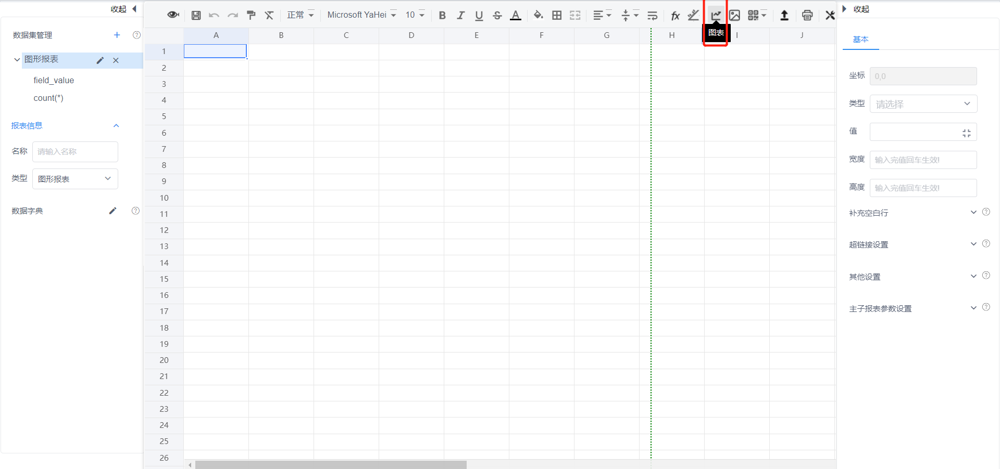 收起
数据集管理
图形报表
field_value
count(*)
报表信息
名称 请输入名称
类型 图形报表
数据字典
正常 Microsoft YaHei 10 B I U S A fx
图表
A B C D E F G H I J
1
2
3
4
5
6
7
8
9
10
11
12
13
14
15
16
17
18
19
20
21
22
23
24
25
26
收起
基本
坐标 0,0
类型 请选择
值
宽度 输入完值回车生效!
高度 输入完值回车生效!
补充空白行
超链接设置
其他设置
主子报表参数设置